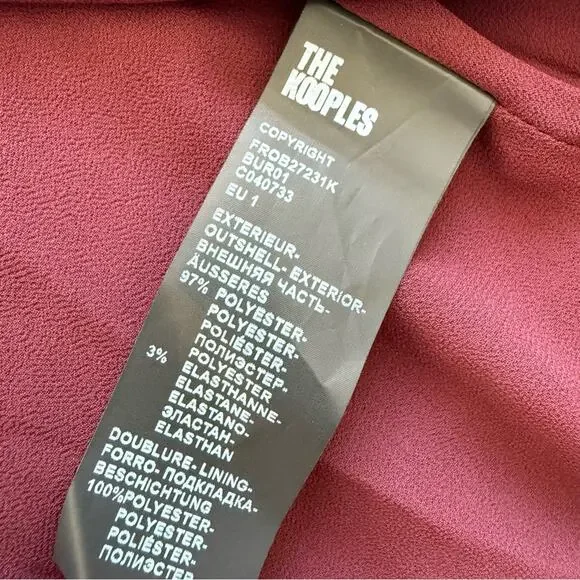 THE
KOOPLES
COPYRIGHT
FROB27231K
BUR01
C040733
EU 1
EXTERIEUR-
OUTSHELL- EXTERIOR-
ВНЕШНЯЯ ЧАСТЬ-
ÄUSSERES
97% POLYESTER-
POLYESTER-
POLIÉSTER-
ПОЛИЭСТЕР-
POLYESTER
3% ELASTHANNE-
ELASTANE-
ELASTANO-
ЭЛАСТАН-
ELASTHAN
DOUBLURE- LINING-
FORRO- ПОДКЛАДКА-
BESCHICHTUNG
100%POLYESTER-
POLYESTER-
POLIÉSTER-
ПОЛИЭСТЕР-